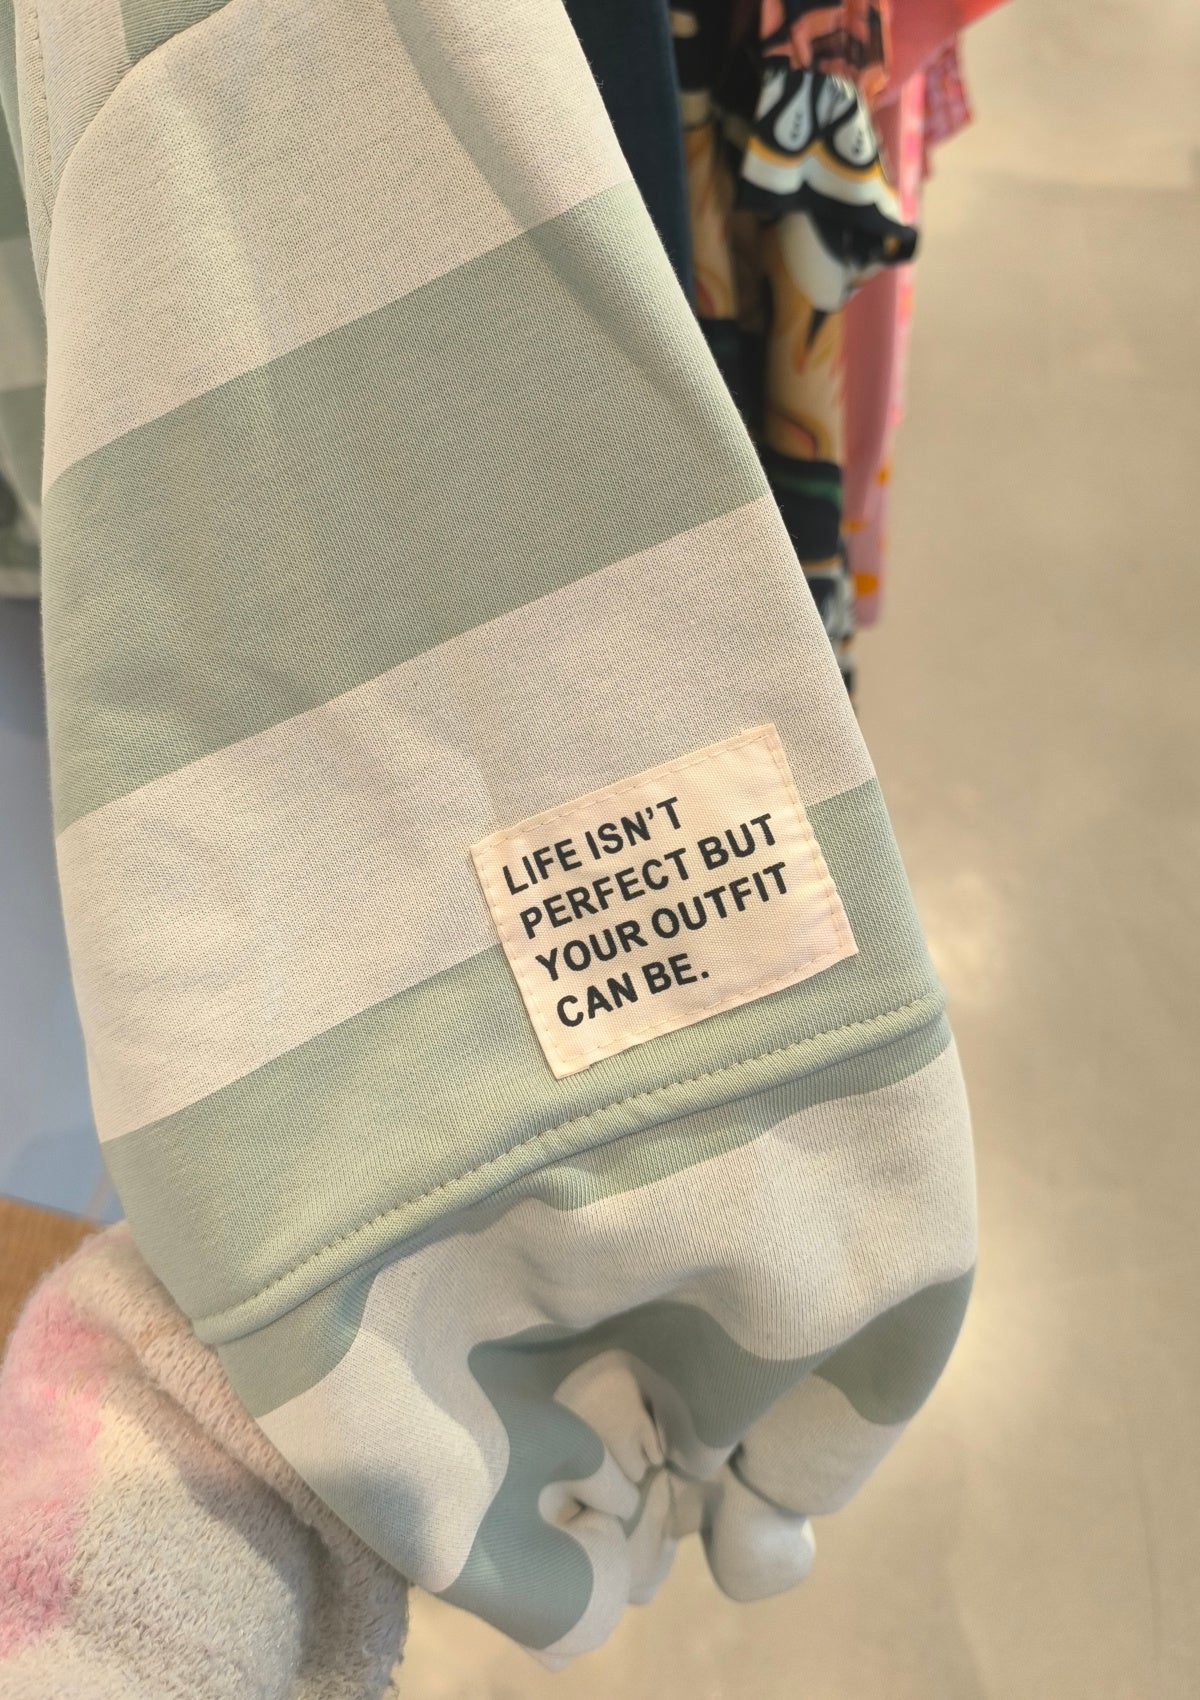 LIFE ISN'T
PERFECT BUT
YOUR OUTFIT
CAN BE.